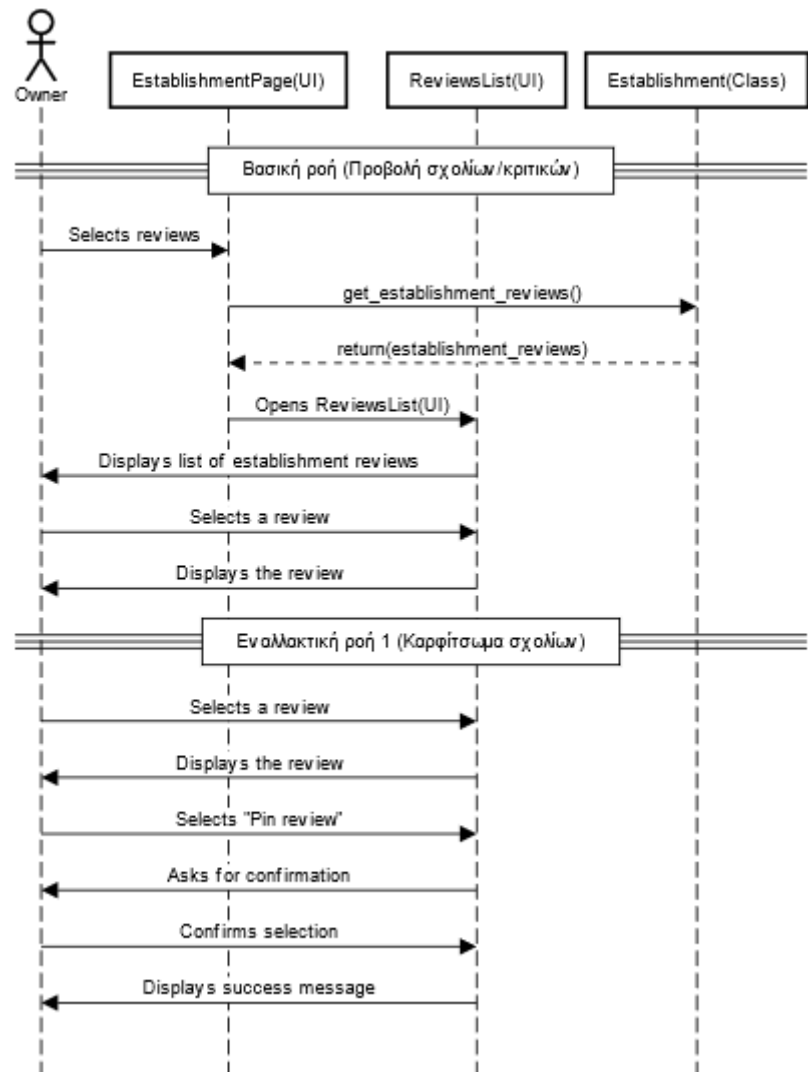 Owner
EstablishmentPage(UI)
ReviewsList(UI)
Establishment(Class)
Βασική ροή (Προβολή σχολίων/κριτικών)
Selects reviews
get_establishment_reviews()
return(establishment_reviews)
Opens ReviewsList(UI)
Displays list of establishment reviews
Selects a review
Displays the review
Εναλλακτική ροή 1 (Καρφίτσωμα σχολίων)
Selects a review
Displays the review
Selects "Pin review"
Asks for confirmation
Confirms selection
Displays success message